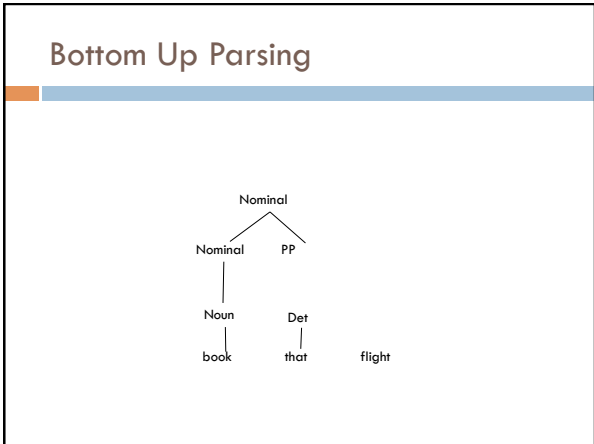 Bottom Up Parsing
Nominal
Nominal PP
Noun Det
book that flight